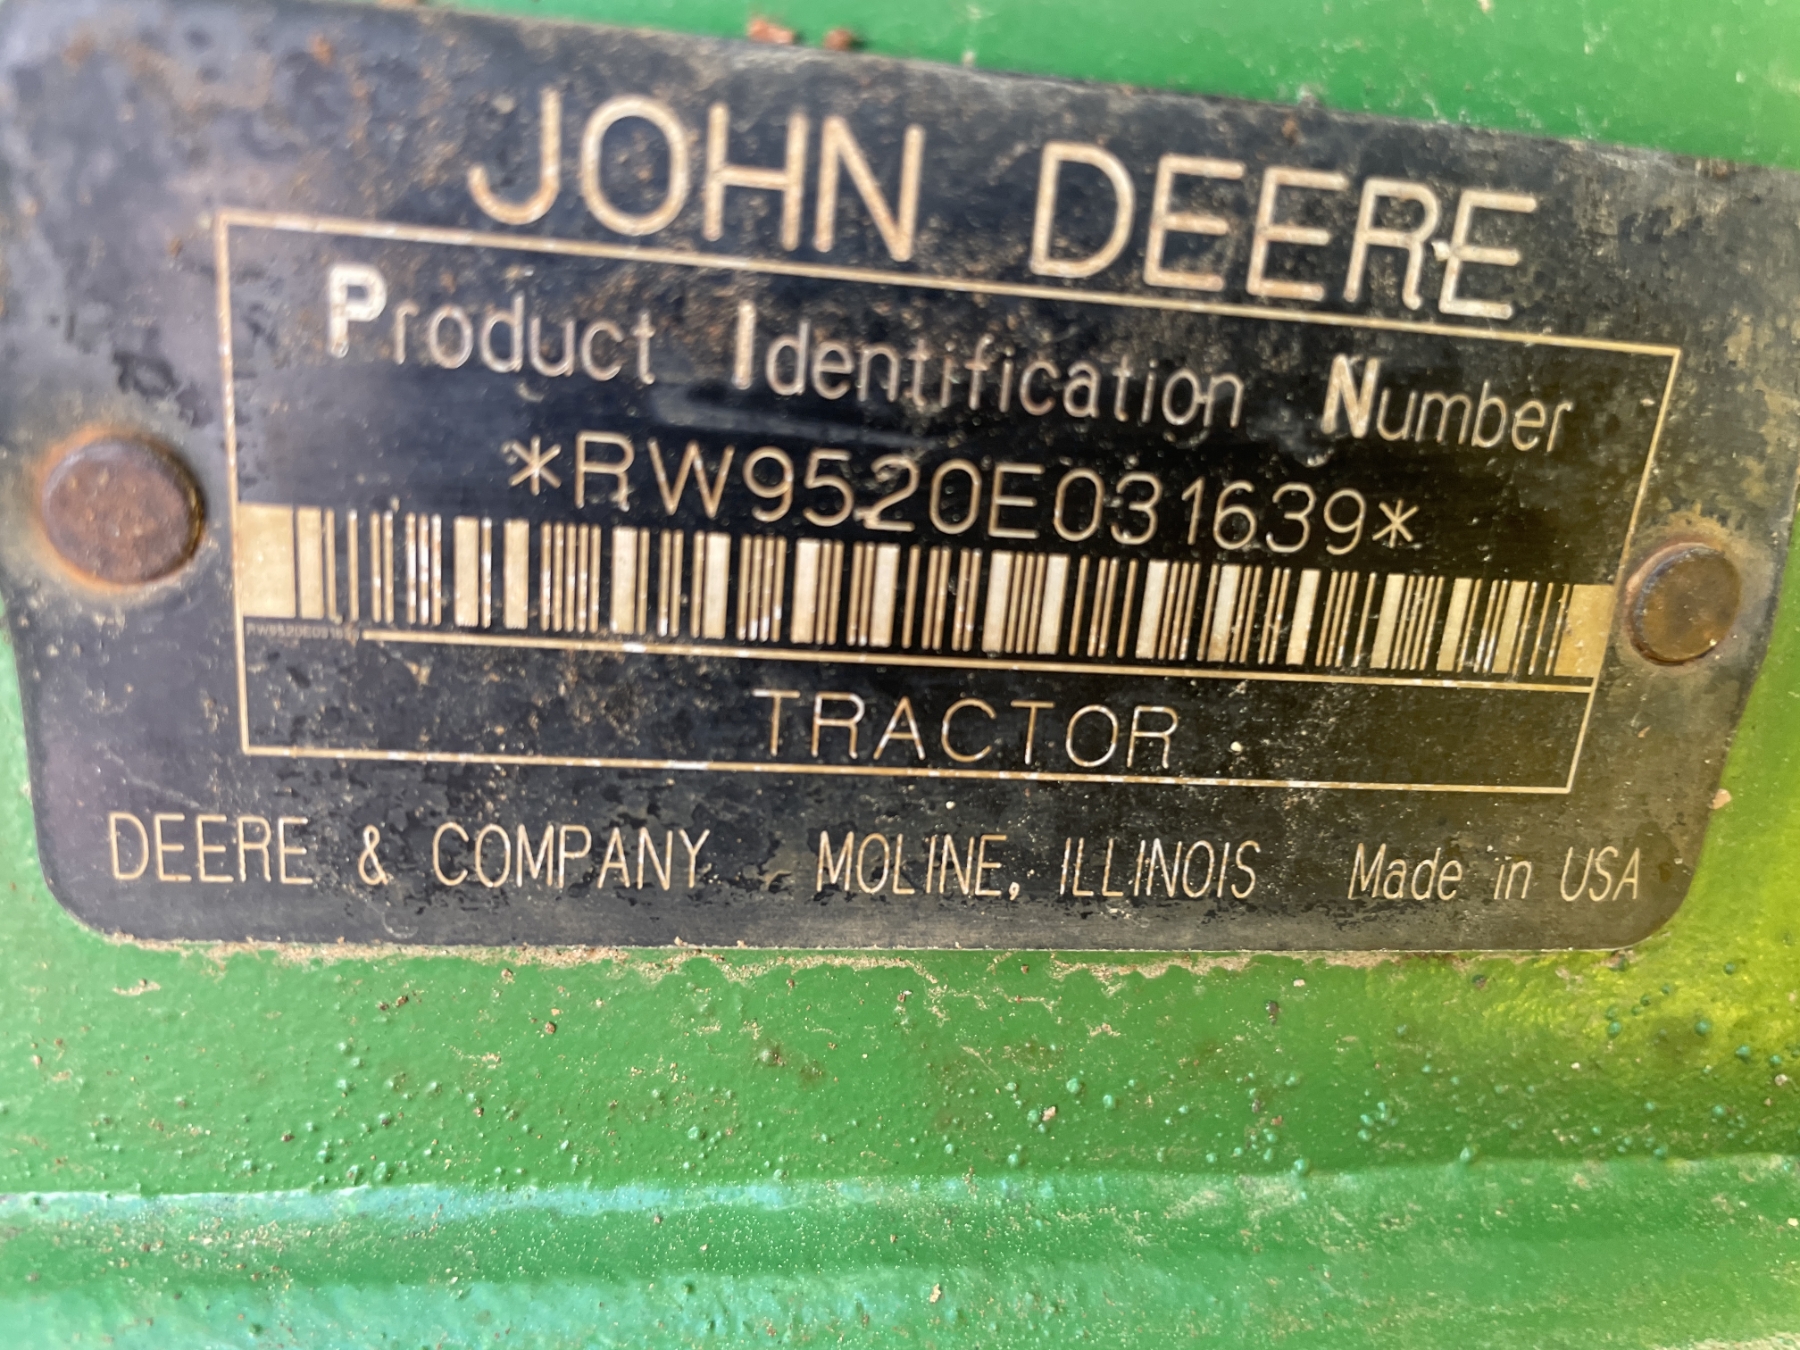 JOHN DEERE
Product Identification Number
*RW9520E031639*
TRACTOR
DEERE & COMPANY MOLINE, ILLINOIS Made in USA